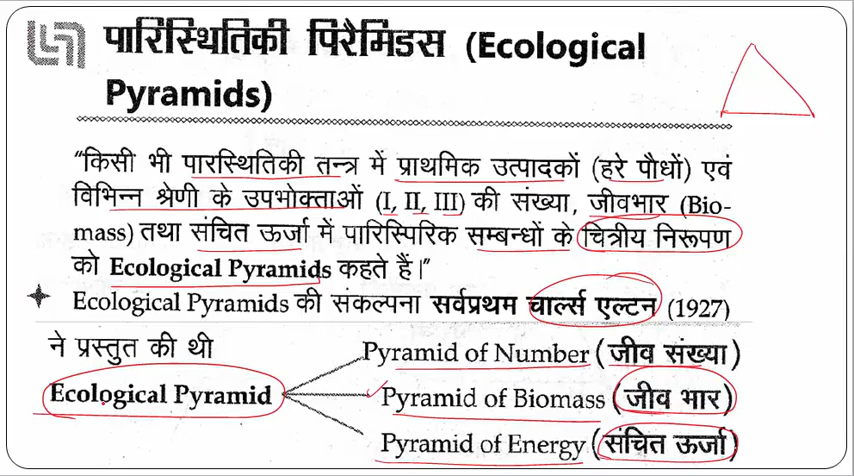 पारिस्थितिकी पिरैमिडस (Ecological
Pyramids)
“किसी भी पारस्थितिकी तन्त्र में प्राथमिक उत्पादकों (हरे पौधों) एवं
विभिन्न श्रेणी के उपभोक्ताओं (I, II, III) की संख्या, जीवभार (Bio-
mass) तथा संचित ऊर्जा में पारिस्परिक सम्बन्धों के चित्रीय निरूपण
को Ecological Pyramids कहते हैं।”
Ecological Pyramids की संकल्पना सर्वप्रथम चार्ल्स एल्टन (1927)
ने प्रस्तुत की थी
Pyramid of Number (जीव संख्या)
Ecological Pyramid
Pyramid of Biomass (जीव भार)
Pyramid of Energy (संचित ऊर्जा)